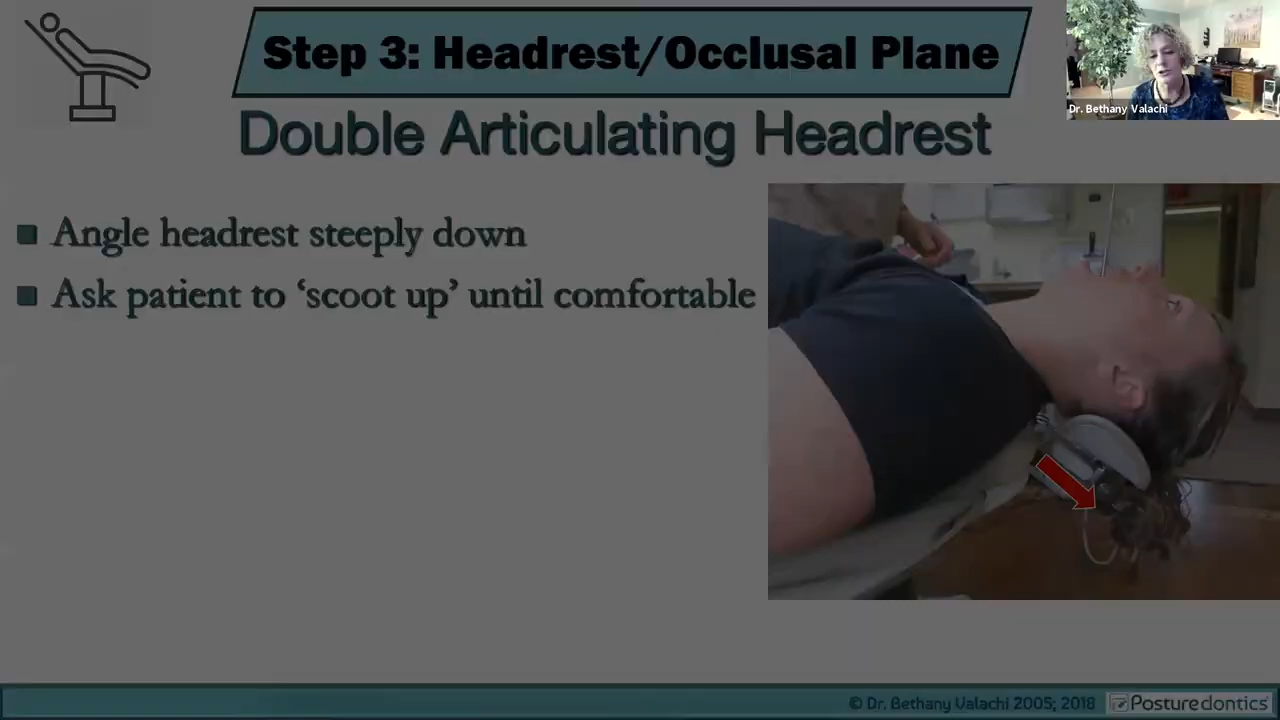 Step 3: Headrest/Occlusal Plane
Dr. Bethany Valachi
Double Articulating Headrest
Angle headrest steeply down
Ask patient to ‘scoot up’ until comfortable
© Dr. Bethany Valachi 2005; 2018
Posturedontics®